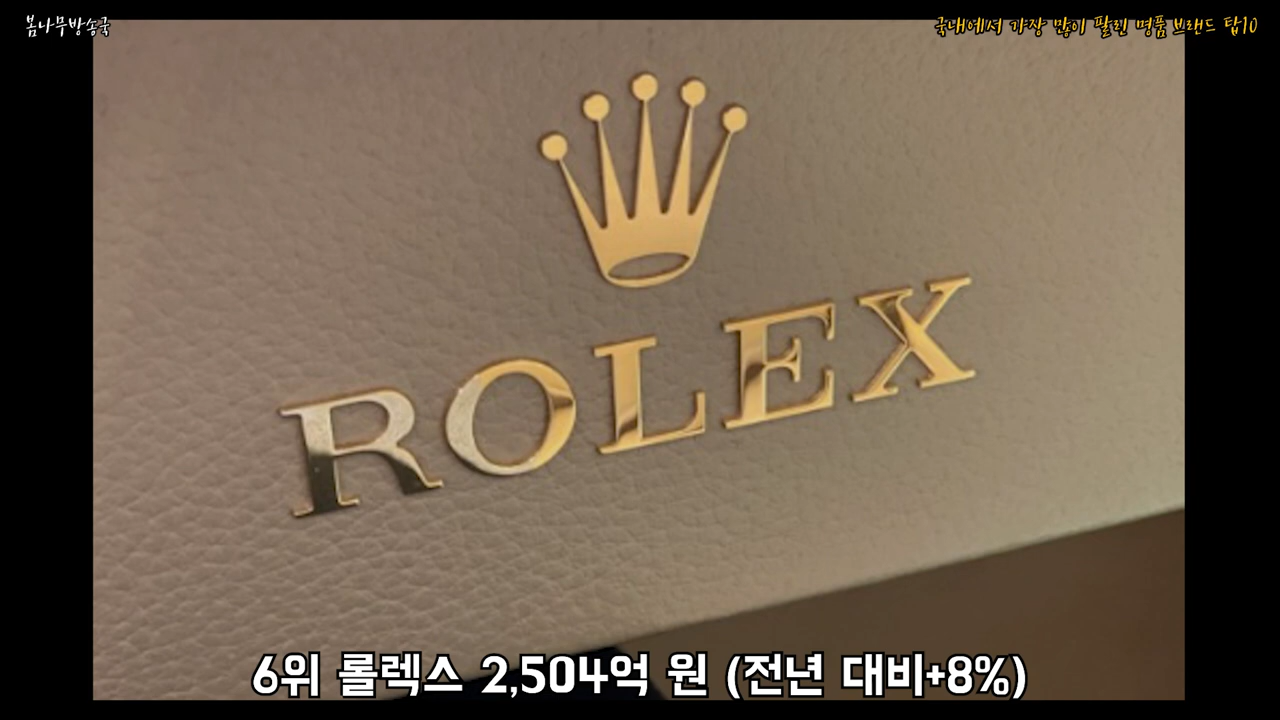 봄나무방송국
국내에서 가장 많이 팔린 명품 브랜드 탑10
ROLEX
6위 롤렉스 2,504억 원 (전년 대비+8%)